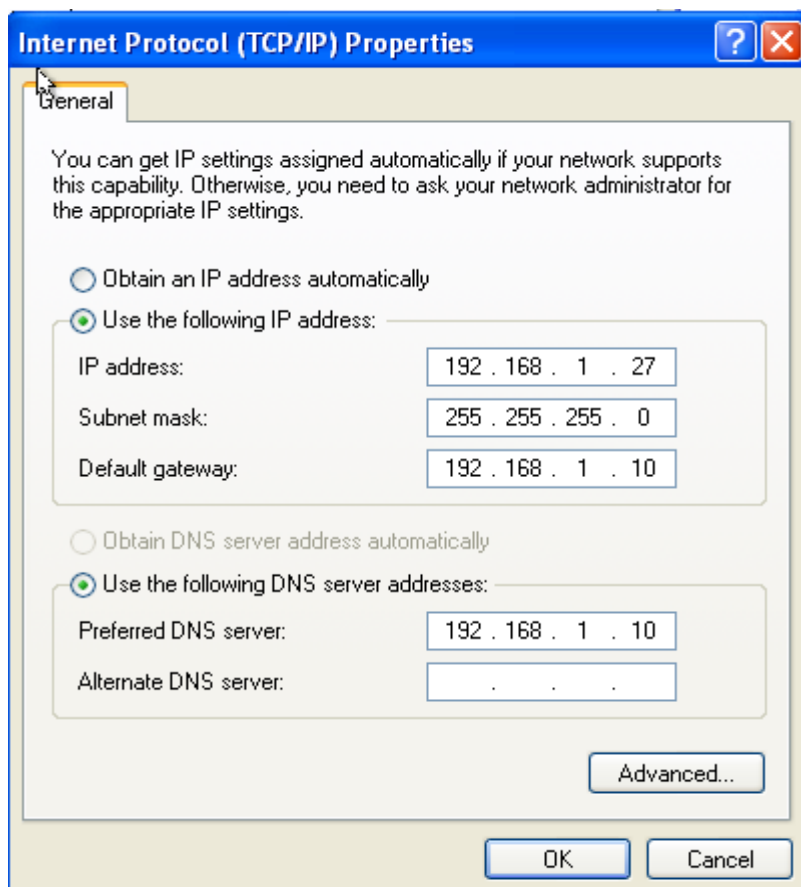 Internet Protocol (TCP/IP) Properties
General
You can get IP settings assigned automatically if your network supports
this capability. Otherwise, you need to ask your network administrator for
the appropriate IP settings.
Obtain an IP address automatically
Use the following IP address:
IP address: 192 . 168 . 1 . 27
Subnet mask: 255 . 255 . 255 . 0
Default gateway: 192 . 168 . 1 . 10
Obtain DNS server address automatically
Use the following DNS server addresses:
Preferred DNS server: 192 . 168 . 1 . 10
Alternate DNS server: . . .
Advanced...
OK Cancel